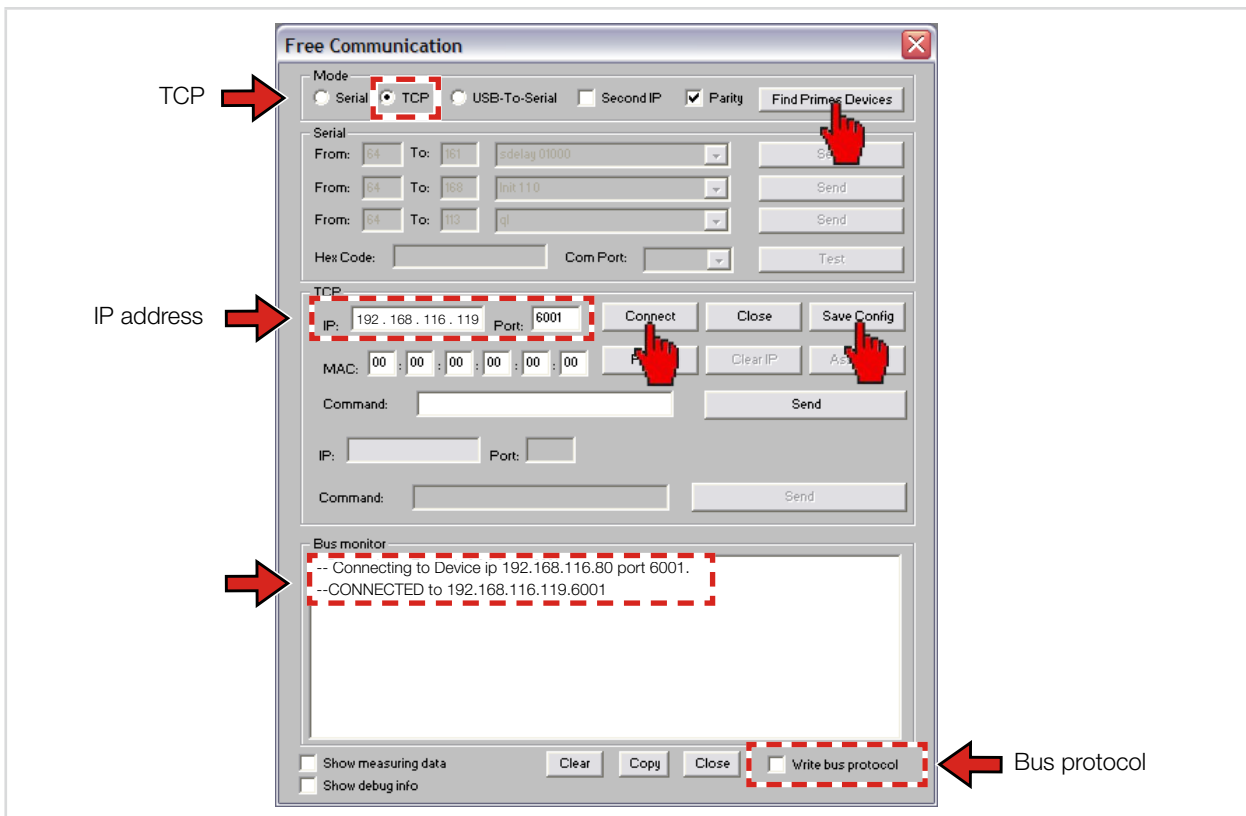 Free Communication
Mode
TCP
Serial TCP USB-To-Serial Second IP Parity Find Primes Devices
Serial
From: 64 To: 161 sdelay 01000
From: 64 To: 168 Init 11 0 Send
From: 64 To: 113 ql Send
Hex Code: Com Port: Test
TCP
IP address
IP: 192 . 168 . 116 . 119 Port: 6001 Connect Close Save Config
MAC: 00 : 00 : 00 : 00 : 00 : 00 Clear IP
Command: Send
IP: Port:
Command: Send
Bus monitor
-- Connecting to Device ip 192.168.116.80 port 6001.
--CONNECTED to 192.168.116.119.6001
Show measuring data Clear Copy Close Write bus protocol
Bus protocol
Show debug info